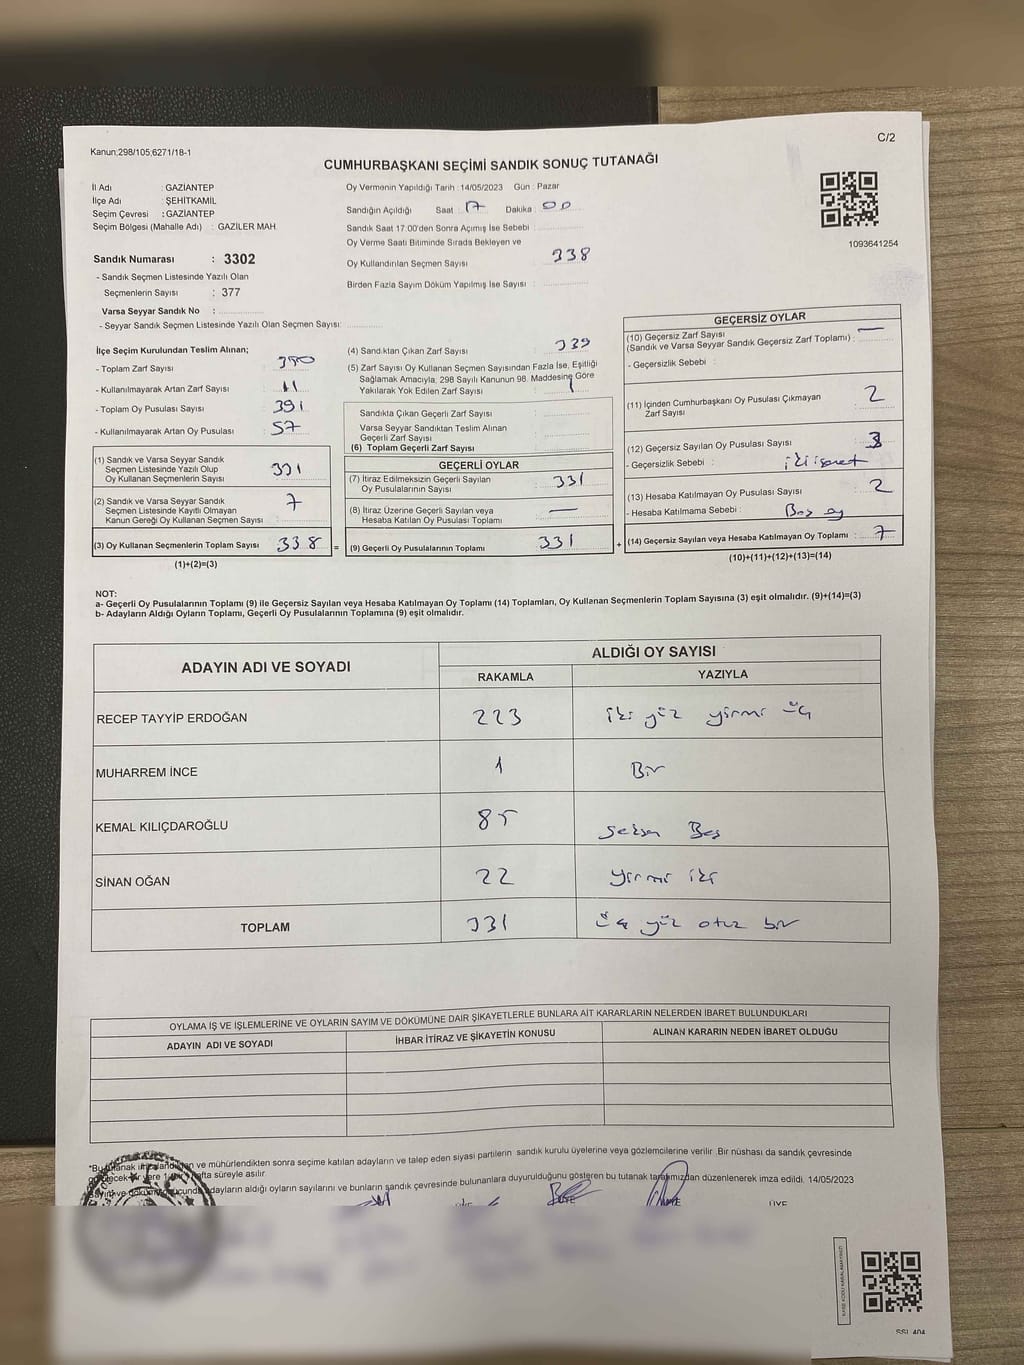 Kanun;298/105;6271/18-1
C/2
CUMHURBAŞKANI SEÇİMİ SANDIK SONUÇ TUTANAĞI
İl Adı : GAZİANTEP
İlçe Adı : ŞEHİTKAMİL
Seçim Çevresi : GAZİANTEP
Seçim Bölgesi (Mahalle Adı) : GAZİLER MAH.
Oy Vermenin Yapıldığı Tarih :14/05/2023 Gün : Pazar
Sandığın Açıldığı Saat : 17 Dakika : 00
Sandık Saat 17:00'den Sonra Açımış İse Sebebi :
Oy Verme Saati Bitiminde Sırada Bekleyen ve
Oy Kullandırılan Seçmen Sayısı : 338
Birden Fazla Sayım Döküm Yapılmış İse Sayısı :
1093641254
Sandık Numarası : 3302
- Sandık Seçmen Listesinde Yazılı Olan
Seçmenlerin Sayısı : 377
Varsa Seyyar Sandık No :
- Seyyar Sandık Seçmen Listesinde Yazılı Olan Seçmen Sayısı:
İlçe Seçim Kurulundan Teslim Alınan;
- Toplam Zarf Sayısı :
- Kullanılmayarak Artan Zarf Sayısı : 11
- Toplam Oy Pusulası Sayısı : 391
- Kullanılmayarak Artan Oy Pusulası : 57
(1) Sandık ve Varsa Seyyar Sandık
Seçmen Listesinde Yazılı Olup
Oy Kullanan Seçmenlerin Sayısı : 331
(2) Sandık ve Varsa Seyyar Sandık
Seçmen Listesinde Kayıtlı Olmayan
Kanun Gereği Oy Kullanan Seçmen Sayısı : 7
(3) Oy Kullanan Seçmenlerin Toplam Sayısı : 338
(1)+(2)=(3)
(4) Sandıktan Çıkan Zarf Sayısı : 339
(5) Zarf Sayısı Oy Kullanan Seçmen Sayısından Fazla İse, Eşitliği
Sağlamak Amacıyla, 298 Sayılı Kanunun 98. Maddesine Göre
Yakılarak Yok Edilen Zarf Sayısı : 1
Sandıkla Çıkan Geçerli Zarf Sayısı :
Varsa Seyyar Sandıktan Teslim Alınan
Geçerli Zarf Sayısı :
(6) Toplam Geçerli Zarf Sayısı :
GEÇERLİ OYLAR
(7) İtiraz Edilmeksizin Geçerli Sayılan
Oy Pusulalarının Sayısı : 331
(8) İtiraz Üzerine Geçerli Sayılan veya
Hesaba Katılan Oy Pusulası Toplamı : —
= (9) Geçerli Oy Pusulalarının Toplamı : 331
GEÇERSİZ OYLAR
(10) Geçersiz Zarf Sayısı
(Sandık ve Varsa Seyyar Sandık Geçersiz Zarf Toplamı) : —
- Geçersizlik Sebebi :
(11) İçinden Cumhurbaşkanı Oy Pusulası Çıkmayan
Zarf Sayısı : 2
(12) Geçersiz Sayılan Oy Pusulası Sayısı : 3
- Geçersizlik Sebebi : iki işaret
(13) Hesaba Katılmayan Oy Pusulası Sayısı : 2
- Hesaba Katılmama Sebebi : Boş oy
+ (14) Geçersiz Sayılan veya Hesaba Katılmayan Oy Toplamı : 7
(10)+(11)+(12)+(13)=(14)
NOT:
a- Geçerli Oy Pusulalarının Toplamı (9) ile Geçersiz Sayılan veya Hesaba Katılmayan Oy Toplamı (14) Toplamları, Oy Kullanan Seçmenlerin Toplam Sayısına (3) eşit olmalıdır. (9)+(14)=(3)
b- Adayların Aldığı Oyların Toplamı, Geçerli Oy Pusulalarının Toplamına (9) eşit olmalıdır.
ADAYIN ADI VE SOYADI ALDIĞI OY SAYISI
RAKAMLA YAZIYLA
RECEP TAYYİP ERDOĞAN 223 iki yüz yirmi üç
MUHARREM İNCE 1 Bir
KEMAL KILIÇDAROĞLU 85 seksen Beş
SİNAN OĞAN 22 yirmi iki
TOPLAM 331 üç yüz otuz bir
OYLAMA İŞ VE İŞLEMLERİNE VE OYLARIN SAYIM VE DÖKÜMÜNE DAİR ŞİKAYETLERLE BUNLARA AİT KARARLARIN NELERDEN İBARET BULUNDUKLARI
ADAYIN ADI VE SOYADI İHBAR İTİRAZ VE ŞİKAYETİN KONUSU ALINAN KARARIN NEDEN İBARET OLDUĞU
*Bu tutanak ve mühürlendikten sonra seçime katılan adayların ve talep eden siyasi partilerin sandık kurulu üyelerine veya gözlemcilerine verilir .Bir nüshası da sandık çevresinde
yere hafta süreyle asılır.
adayların aldığı oyların sayılarını ve bunların sandık çevresinde bulunanlara duyurulduğunu gösteren bu tutanak tarafımızdan düzenlenerek imza edildi. 14/05/2023
ÜYE